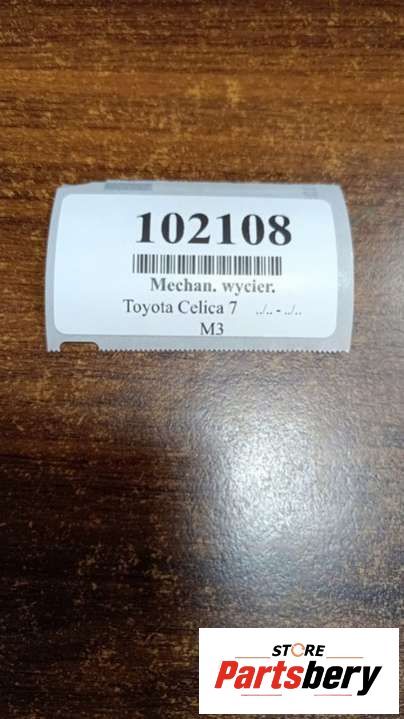 102108
Mechan. wycier.
Toyota Celica 7 ../.. - ../..
M3
STORE
Partsbery